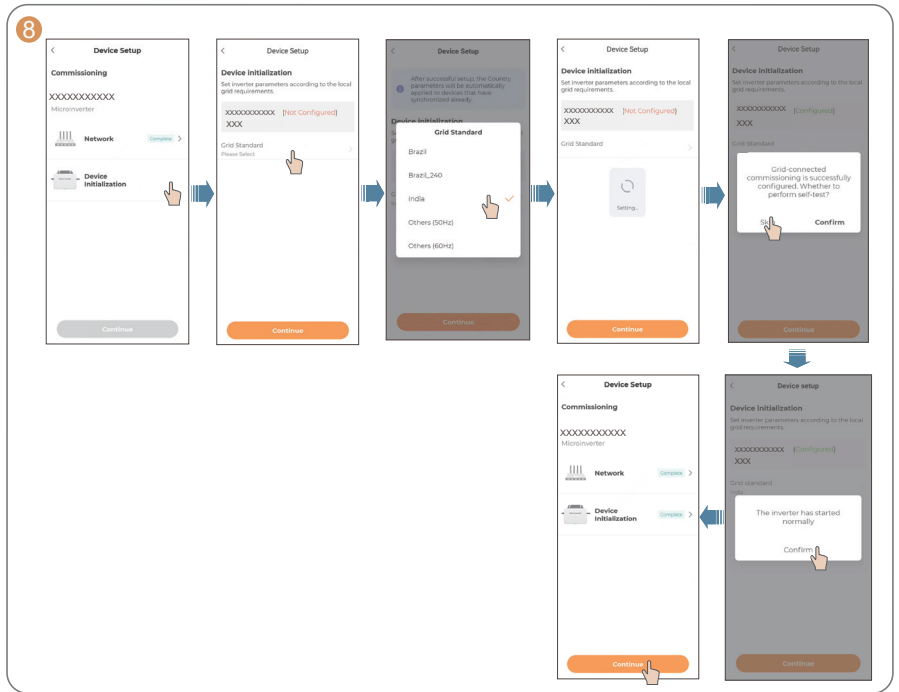 8
Device Setup
Commissioning
XXXXXXXXXXX
Microinverter
Network
Complete
Device
Initialization
Continue
Device Setup
Device initialization
Set inverter parameters according to the local
grid requirements.
XXXXXXXXXXX (Not Configured)
XXX
Grid Standard
Please Select
Continue
Device Setup
After successful setup, the Country
parameters will be automatically
applied to devices that have
synchronized already.
Device initialization
Grid Standard
Brazil
Brazil_240
India
Others (50Hz)
Others (60Hz)
Continue
Device Setup
Device initialization
Set inverter parameters according to the local
grid requirements.
XXXXXXXXXXX (Not Configured)
XXX
Grid Standard
Setting...
Continue
Device Setup
Device initialization
Set inverter parameters according to the local
grid requirements.
XXXXXXXXXXX (Configured)
XXX
Grid Standard
Grid-connected
commissioning is successfully
configured. Whether to
perform self-test?
Skip
Confirm
Continue
Device setup
Device initialization
Set inverter parameters according to the local
grid requirements.
XXXXXXXXXXX (Configured)
XXX
Grid standard
The inverter has started
normally
Confirm
Continue
Device Setup
Commissioning
XXXXXXXXXXX
Microinverter
Network
Complete
Device
Initialization
Complete
Continue